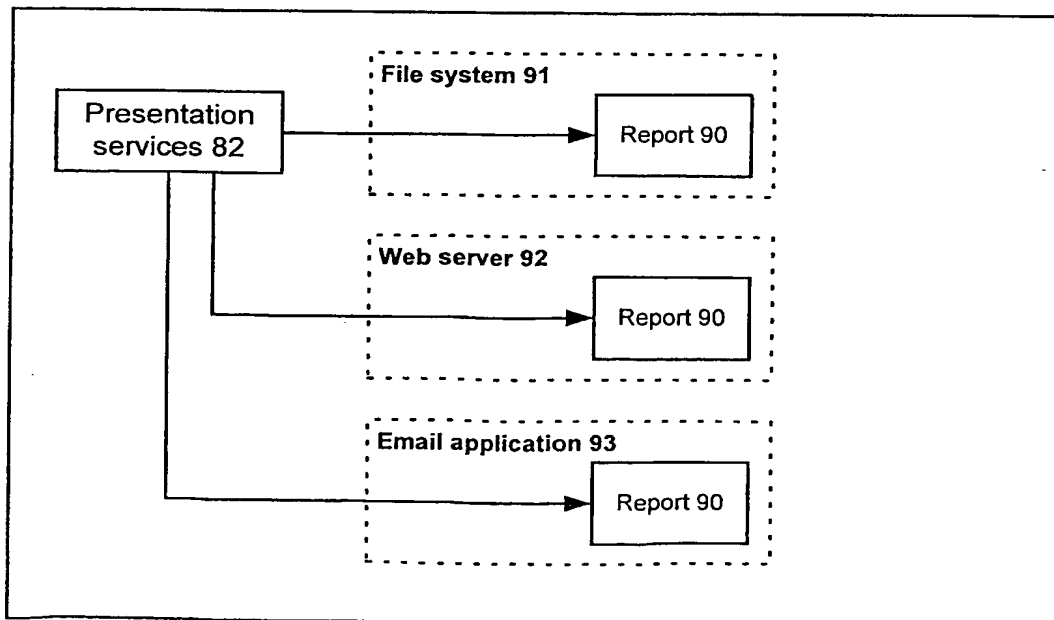 Presentation
services 82
File system 91
Report 90
Web server 92
Report 90
Email application 93
Report 90